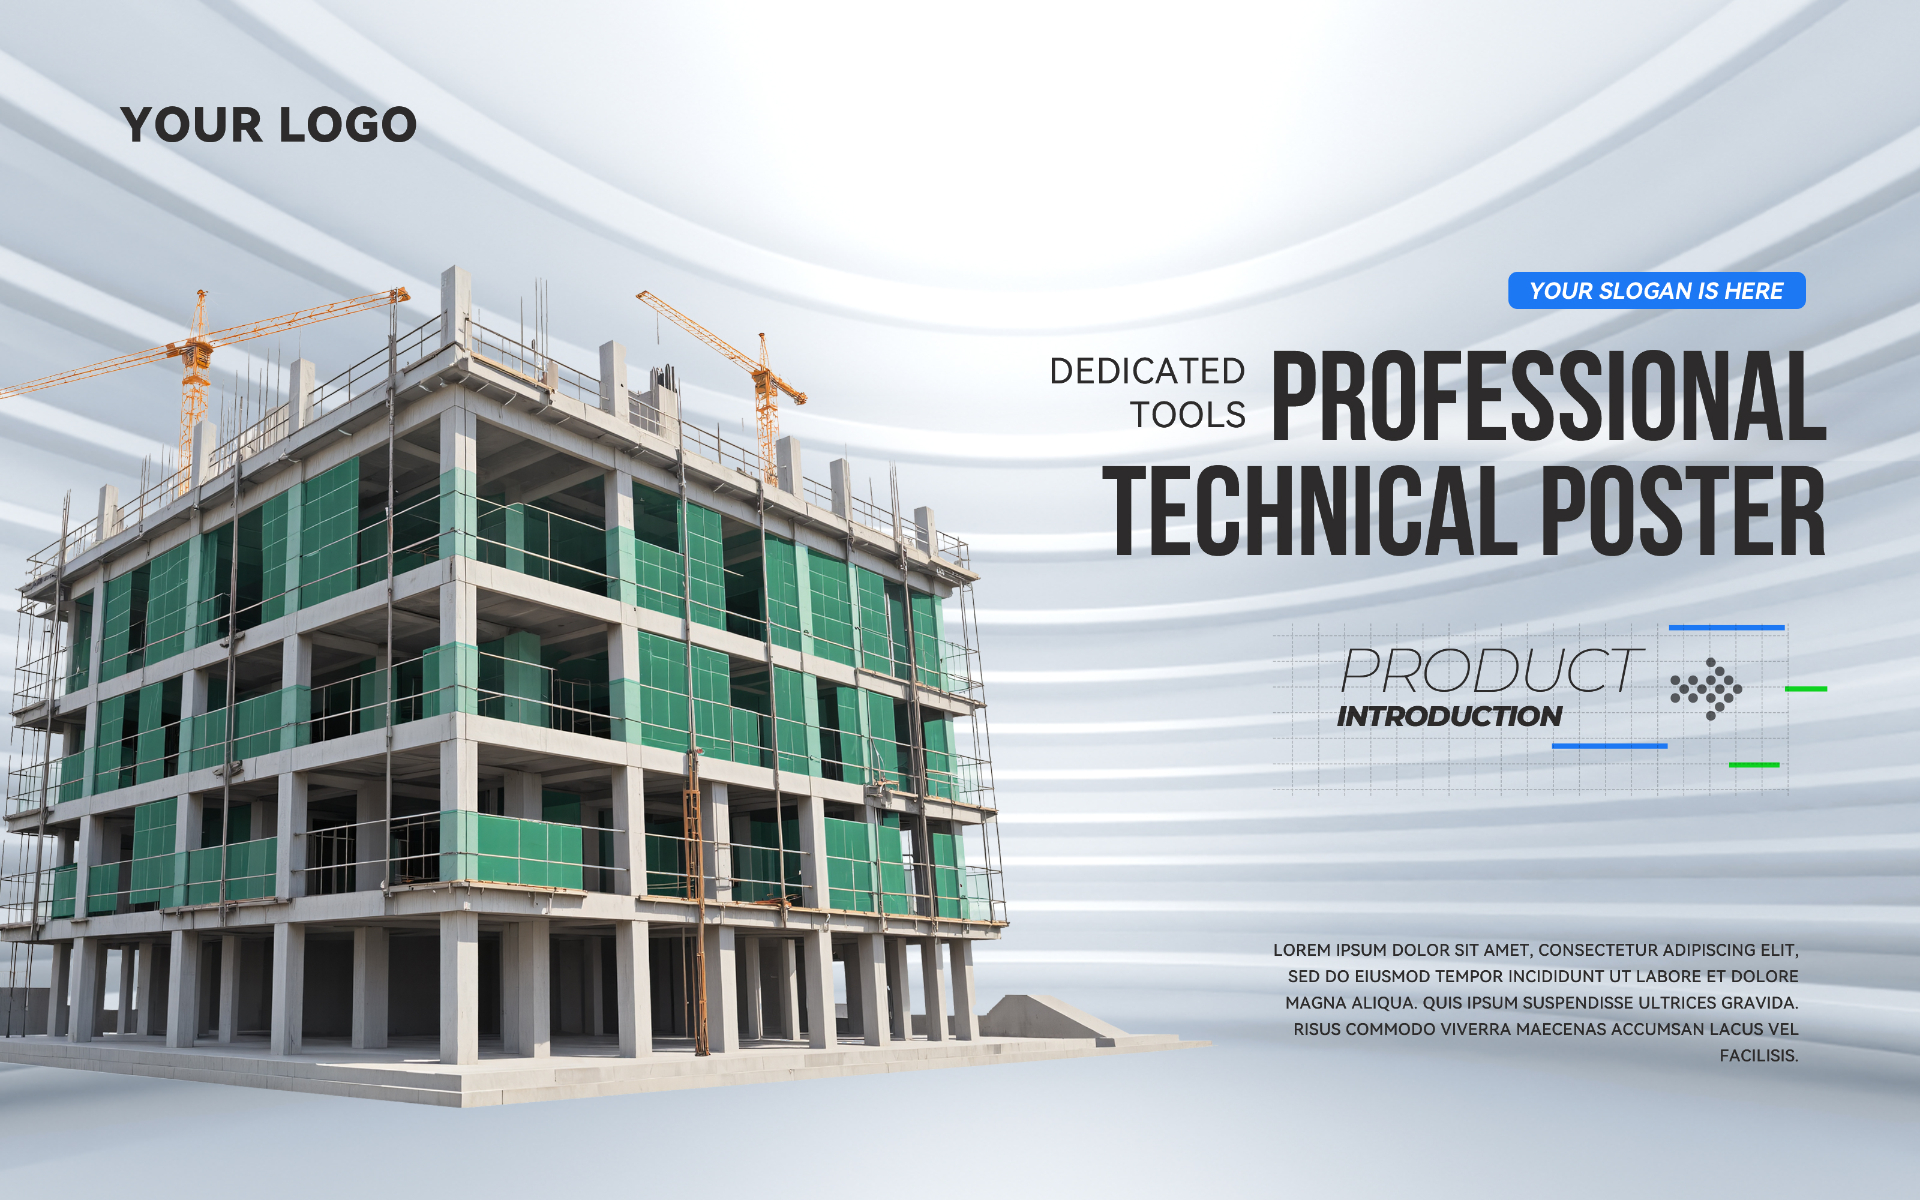 YOUR LOGO
YOUR SLOGAN IS HERE
DEDICATED
TOOLS
PROFESSIONAL
TECHNICAL POSTER
PRODUCT
INTRODUCTION
LOREM IPSUM DOLOR SIT AMET, CONSECTETUR ADIPISCING ELIT,
SED DO EIUSMOD TEMPOR INCIDIDUNT UT LABORE ET DOLORE
MAGNA ALIQUA. QUIS IPSUM SUSPENDISSE ULTRICES GRAVIDA.
RISUS COMMODO VIVERRA MAECENAS ACCUMSAN LACUS VEL
FACILISIS.